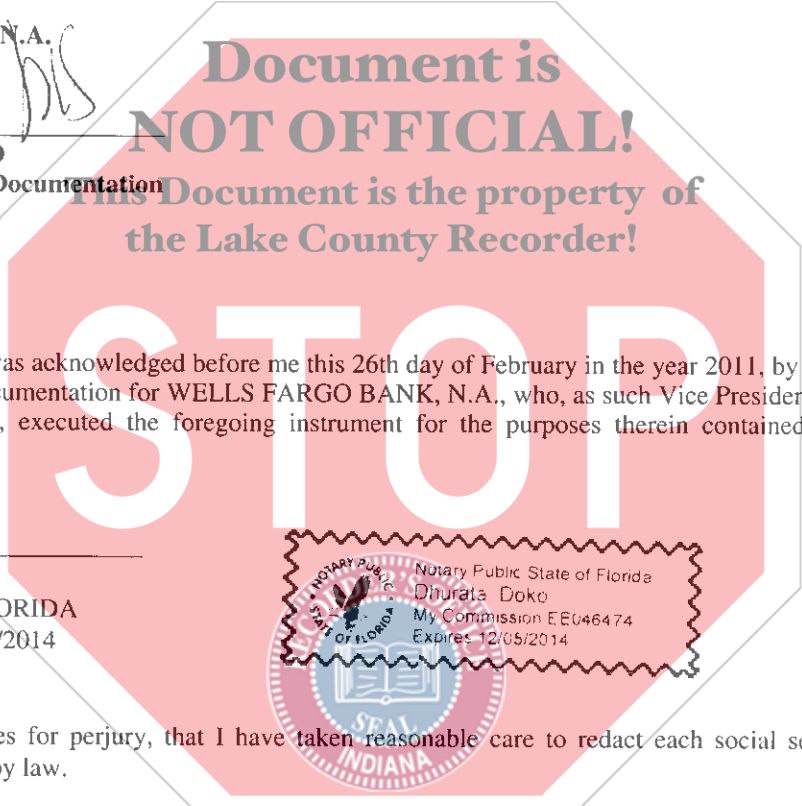 N.A.
Document is
NOT OFFICIAL!
Documentation
This Document is the property of
the Lake County Recorder!
STOP
was acknowledged before me this 26th day of February in the year 2011, by
cumentation for WELLS FARGO BANK, N.A., who, as such Vice Presiden
, executed the foregoing instrument for the purposes therein contained
NOTARY PUBLIC
STATE OF FLORIDA
Notary Public State of Florida
Dhurata Doko
My Commission EE046474
Expires 12/05/2014
ORIDA
/2014
SEAL
INDIANA
es for perjury, that I have taken reasonable care to redact each social se
by law.